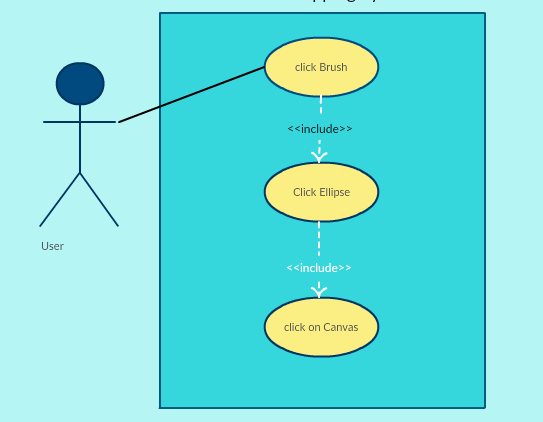 click Brush
<<include>>
Click Ellipse
User
<<include>>
click on Canvas